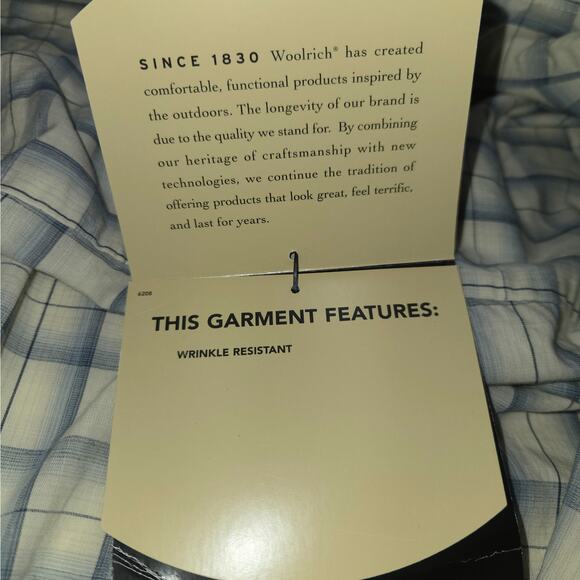 SINCE 1830 Woolrich® has created
comfortable, functional products inspired by
the outdoors. The longevity of our brand is
due to the quality we stand for. By combining
our heritage of craftsmanship with new
technologies, we continue the tradition of
offering products that look great, feel terrific,
and last for years.
6208
THIS GARMENT FEATURES:
WRINKLE RESISTANT